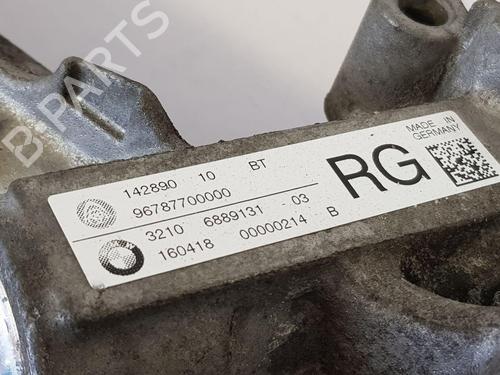 B PARTS
142890 10 BT
96787700000
3210 6889131 - 03
160418 00000214 B
RG
MADE IN
GERMANY